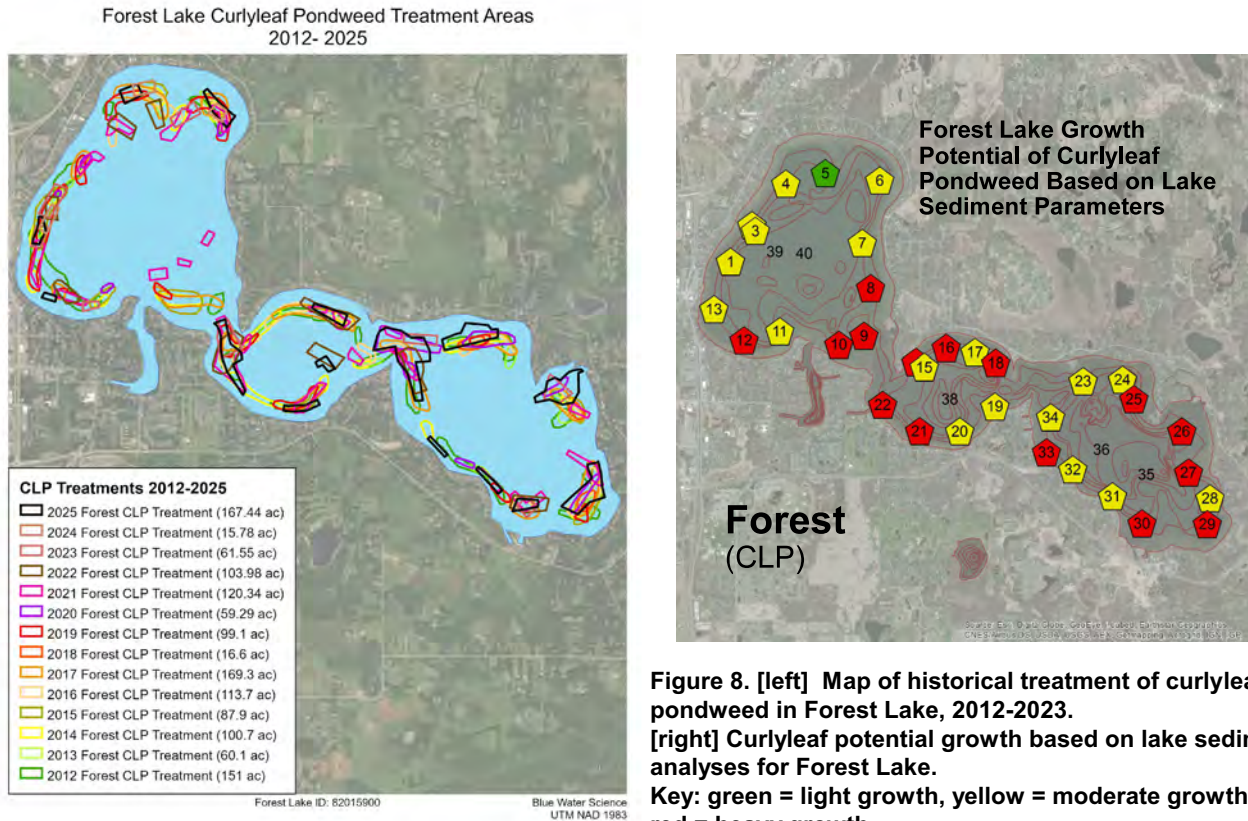 Forest Lake Curlyleaf Pondweed Treatment Areas
2012- 2025
CLP Treatments 2012-2025
2025 Forest CLP Treatment (167.44 ac)
2024 Forest CLP Treatment (15.78 ac)
2023 Forest CLP Treatment (61.55 ac)
2022 Forest CLP Treatment (103.98 ac)
2021 Forest CLP Treatment (120.34 ac)
2020 Forest CLP Treatment (59.29 ac)
2019 Forest CLP Treatment (99.1 ac)
2018 Forest CLP Treatment (16.6 ac)
2017 Forest CLP Treatment (169.3 ac)
2016 Forest CLP Treatment (113.7 ac)
2015 Forest CLP Treatment (87.9 ac)
2014 Forest CLP Treatment (100.7 ac)
2013 Forest CLP Treatment (60.1 ac)
2012 Forest CLP Treatment (151 ac)
Forest Lake ID: 82015900
Blue Water Science
UTM NAD 1983
Forest Lake Growth
Potential of Curlyleaf
Pondweed Based on Lake
Sediment Parameters
4
5
6
3
7
39
40
1
8
13
12
11
10
9
16
17
15
18
23
24
22
38
19
25
34
21
20
26
33
36
32
35
27
31
28
30
29
Forest
(CLP)
Figure 8. [left] Map of historical treatment of curlylea
pondweed in Forest Lake, 2012-2023.
[right] Curlyleaf potential growth based on lake sedin
analyses for Forest Lake.
Key: green = light growth, yellow = moderate growth